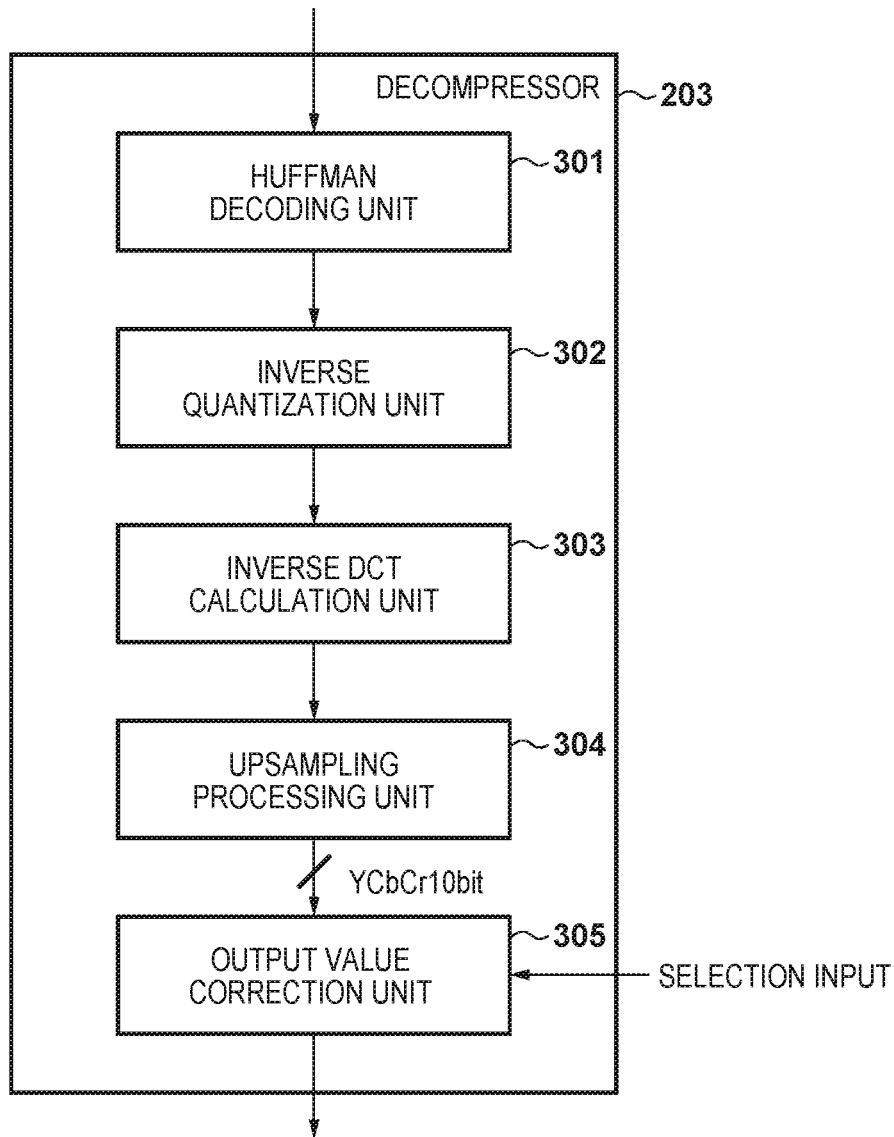 DECOMPRESSOR 203
HUFFMAN
DECODING UNIT
301
INVERSE
QUANTIZATION UNIT
302
INVERSE DCT
CALCULATION UNIT
303
UPSAMPLING
PROCESSING UNIT
304
YCbCr10bit
OUTPUT VALUE
CORRECTION UNIT
305
SELECTION INPUT